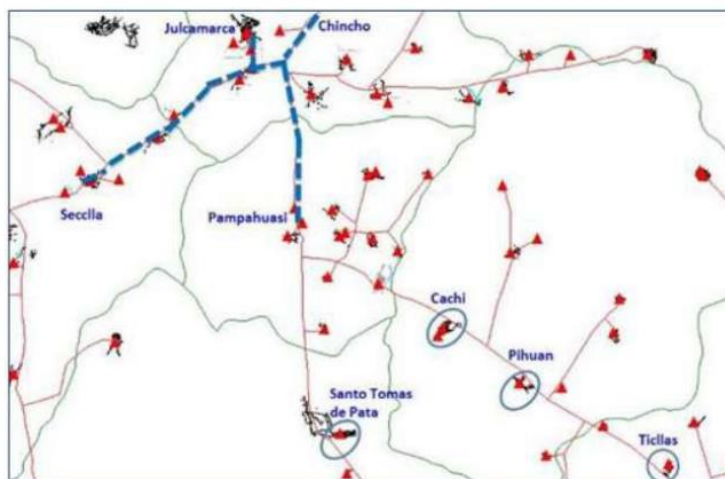 Julcamarca
Chincho
Secclla
Pampahuasi
Cachi
Pihuan
Santo Tomas
de Pata
Ticllas